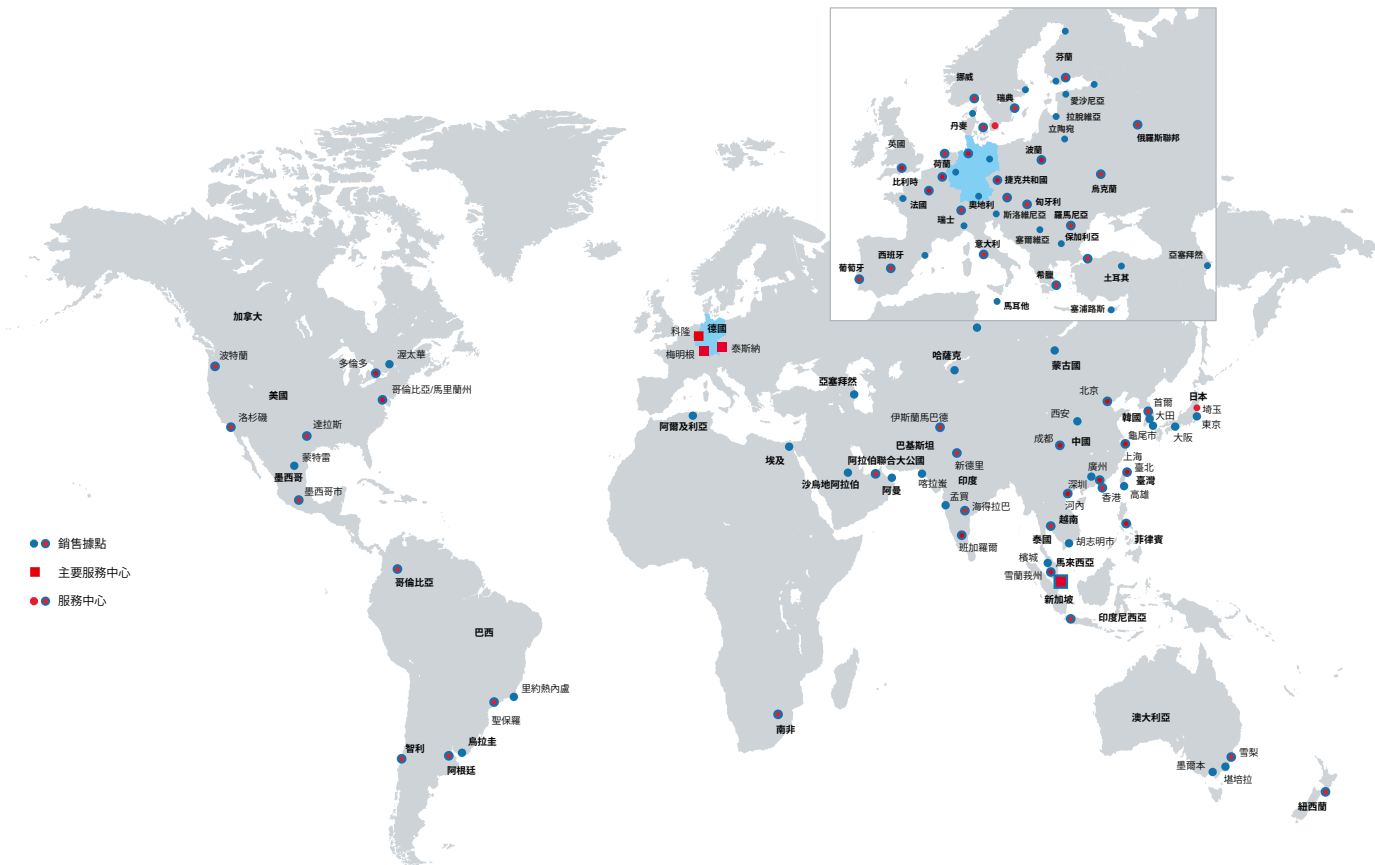 芬蘭
挪威
瑞典
愛沙尼亞
拉脫維亞
丹麥
立陶宛
俄羅斯聯邦
英國
荷蘭
波蘭
比利時
捷克共和國
烏克蘭
法國
奧地利
匈牙利
斯洛維尼亞
瑞士
羅馬尼亞
塞爾維亞
保加利亞
意大利
西班牙
亞塞拜然
葡萄牙
希臘
土耳其
馬耳他
塞浦路斯
加拿大
波特蘭
多倫多
渥太華
美國
哥倫比亞/馬里蘭州
洛杉磯
達拉斯
蒙特雷
墨西哥
墨西哥市
科隆
德國
梅明根
泰斯納
哈薩克
蒙古國
亞塞拜然
阿爾及利亞
伊斯蘭馬巴德
北京
首爾
日本
埼玉
西安
韓國
大田
東京
成都
中國
龜尾市
大阪
巴基斯坦
埃及
阿拉伯聯合大公國
新德里
上海
廣州
臺北
沙烏地阿拉伯
阿曼
喀拉蚩
印度
深圳
臺灣
孟買
香港
高雄
海得拉巴
河內
越南
泰國
菲律賓
班加羅爾
胡志明市
檳城
馬來西亞
雪蘭莪州
新加坡
印度尼西亞
銷售據點
主要服務中心
服務中心
哥倫比亞
巴西
里約熱內盧
聖保羅
烏拉圭
智利
阿根廷
南非
澳大利亞
雪梨
墨爾本
堪培拉
紐西蘭